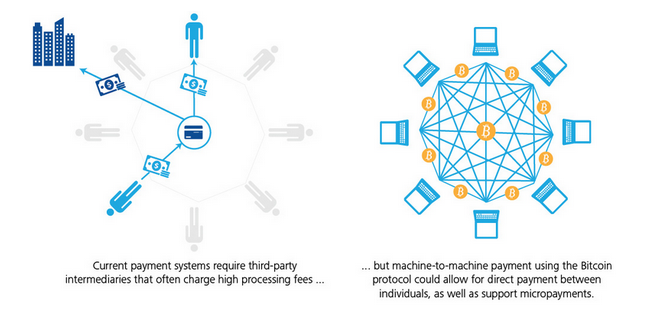 Current payment systems require third-party
intermediaries that often charge high processing fees ...
... but machine-to-machine payment using the Bitcoin
protocol could allow for direct payment between
individuals, as well as support micropayments.